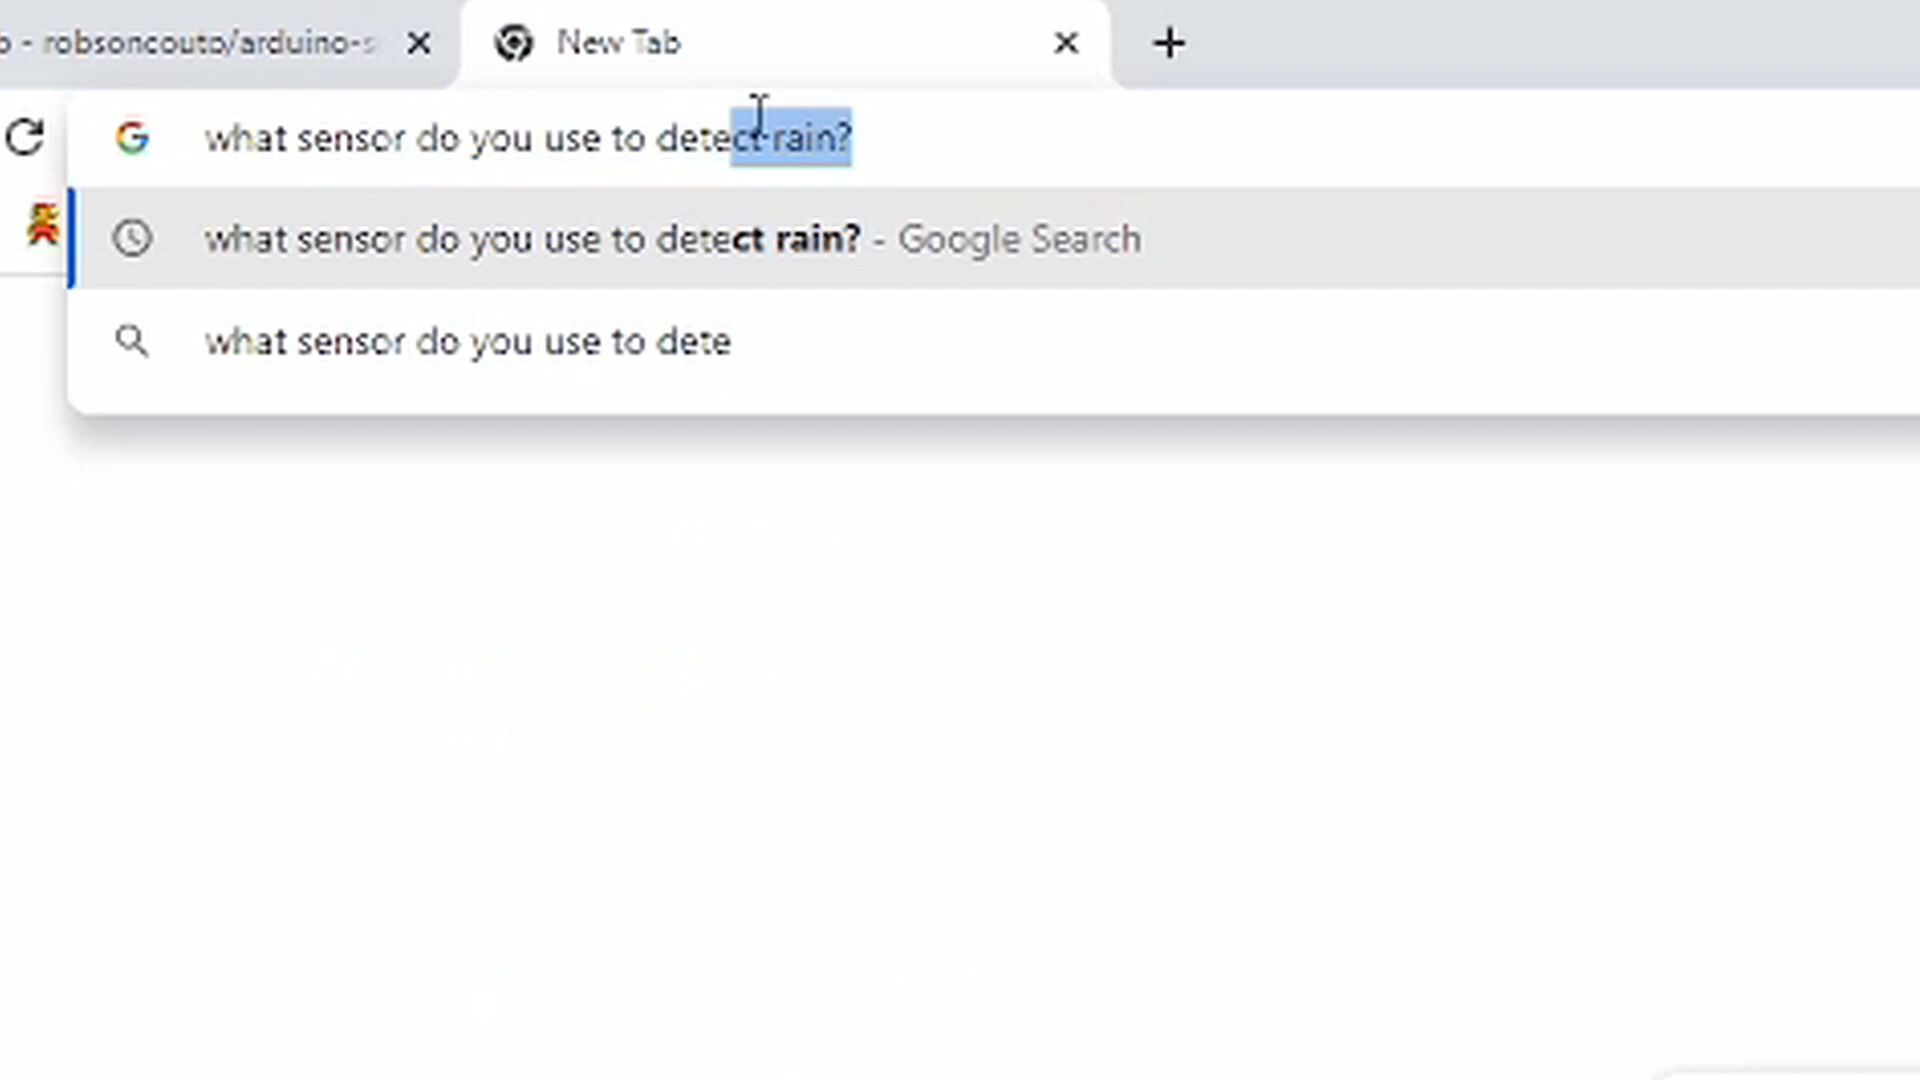 - robsoncouto/arduino-s
New Tab
what sensor do you use to detect rain?
what sensor do you use to detect rain? - Google Search
what sensor do you use to dete